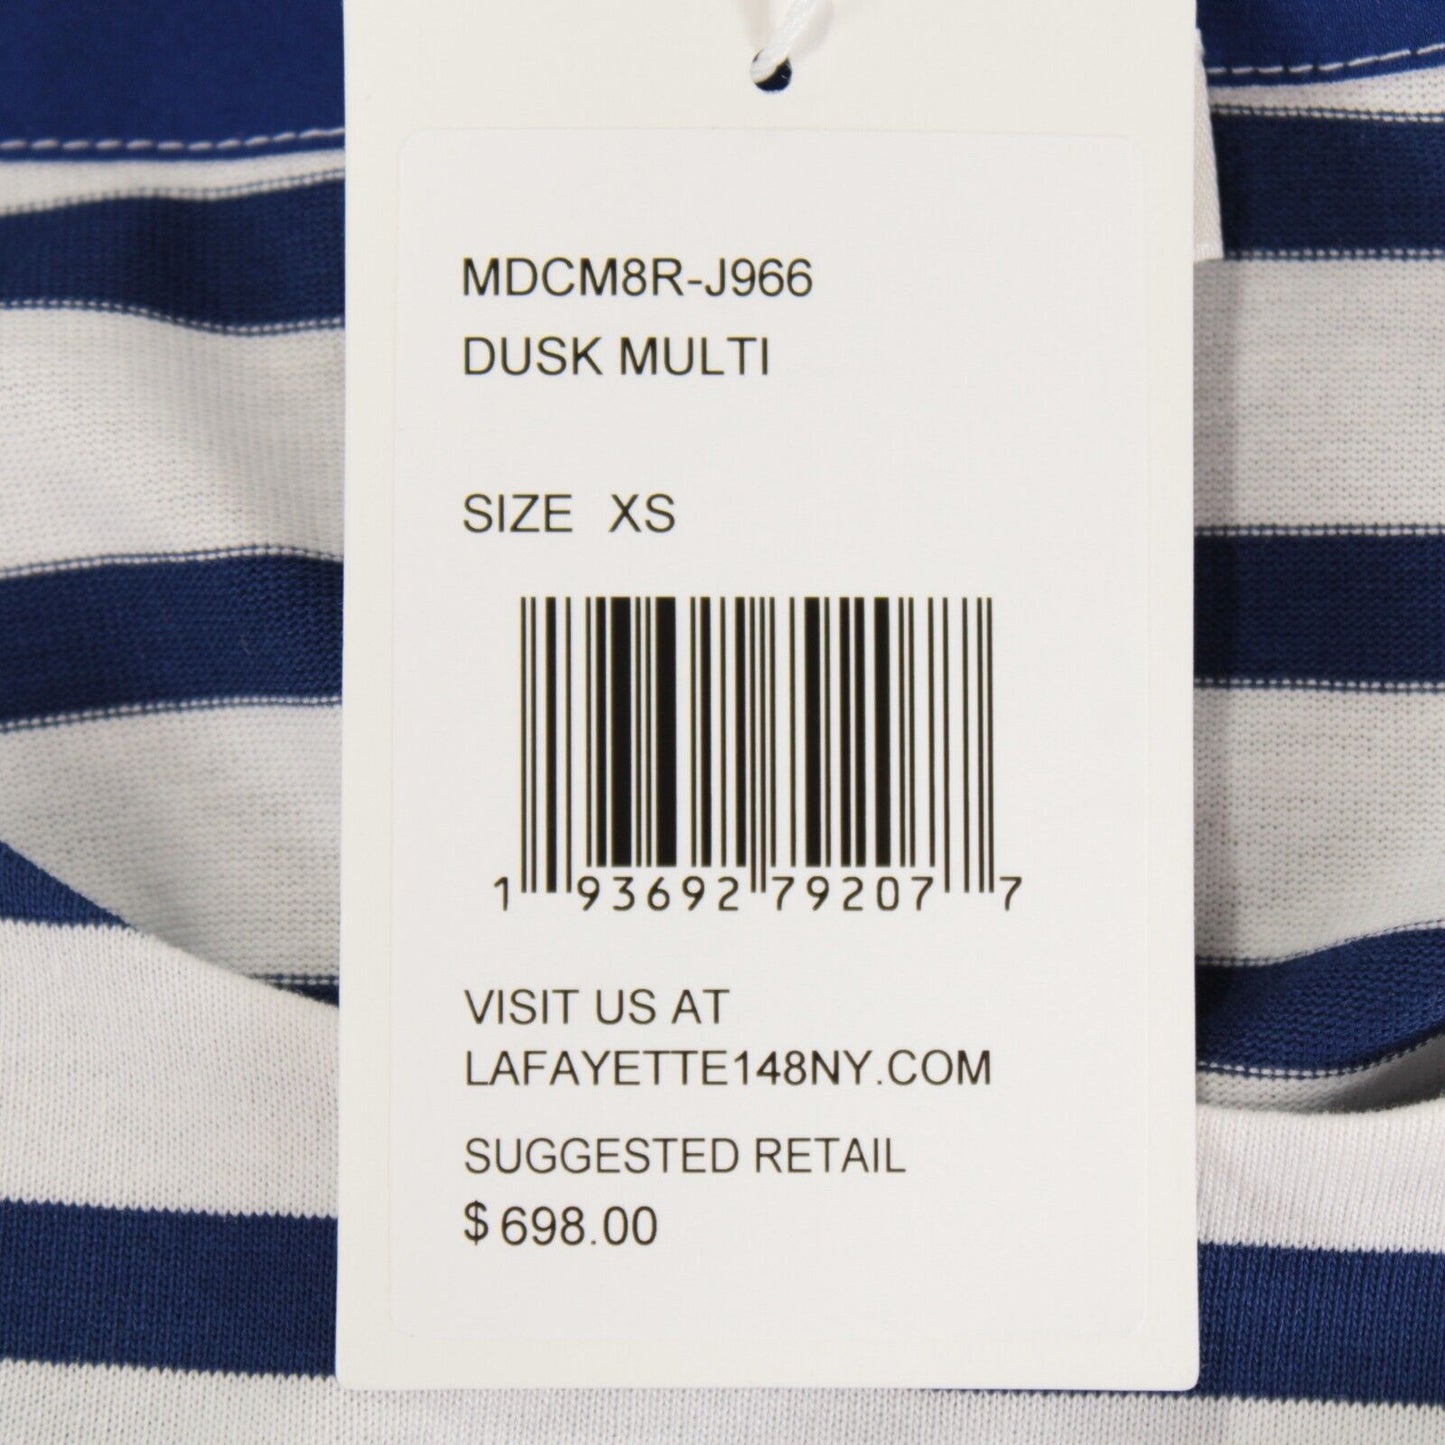 MDCM8R-J966
DUSK MULTI
SIZE XS
1 93692 79207 7
VISIT US AT
LAFAYETTE148NY.COM
SUGGESTED RETAIL
$ 698.00